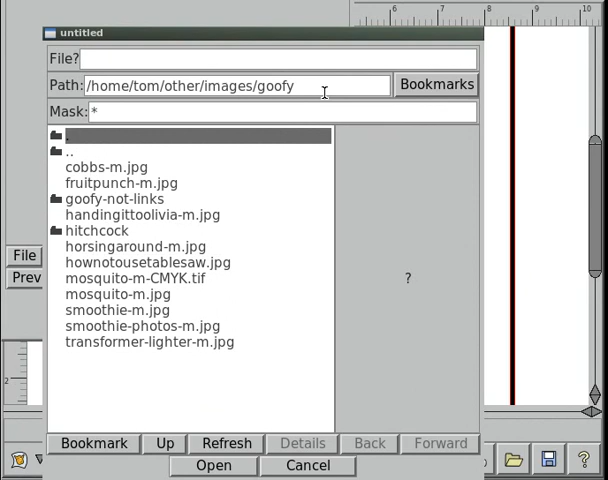 6 7 8 9 10
untitled
File?
Path: /home/tom/other/images/goofy Bookmarks
Mask: *
.
..
cobbs-m.jpg
fruitpunch-m.jpg
goofy-not-links
handingittoolivia-m.jpg
hitchcock
horsingaround-m.jpg
hownotousetablesaw.jpg
mosquito-m-CMYK.tif
mosquito-m.jpg
smoothie-m.jpg
smoothie-photos-m.jpg
transformer-lighter-m.jpg
?
File
Prev
2
Bookmark Up Refresh Details Back Forward
Open Cancel
?